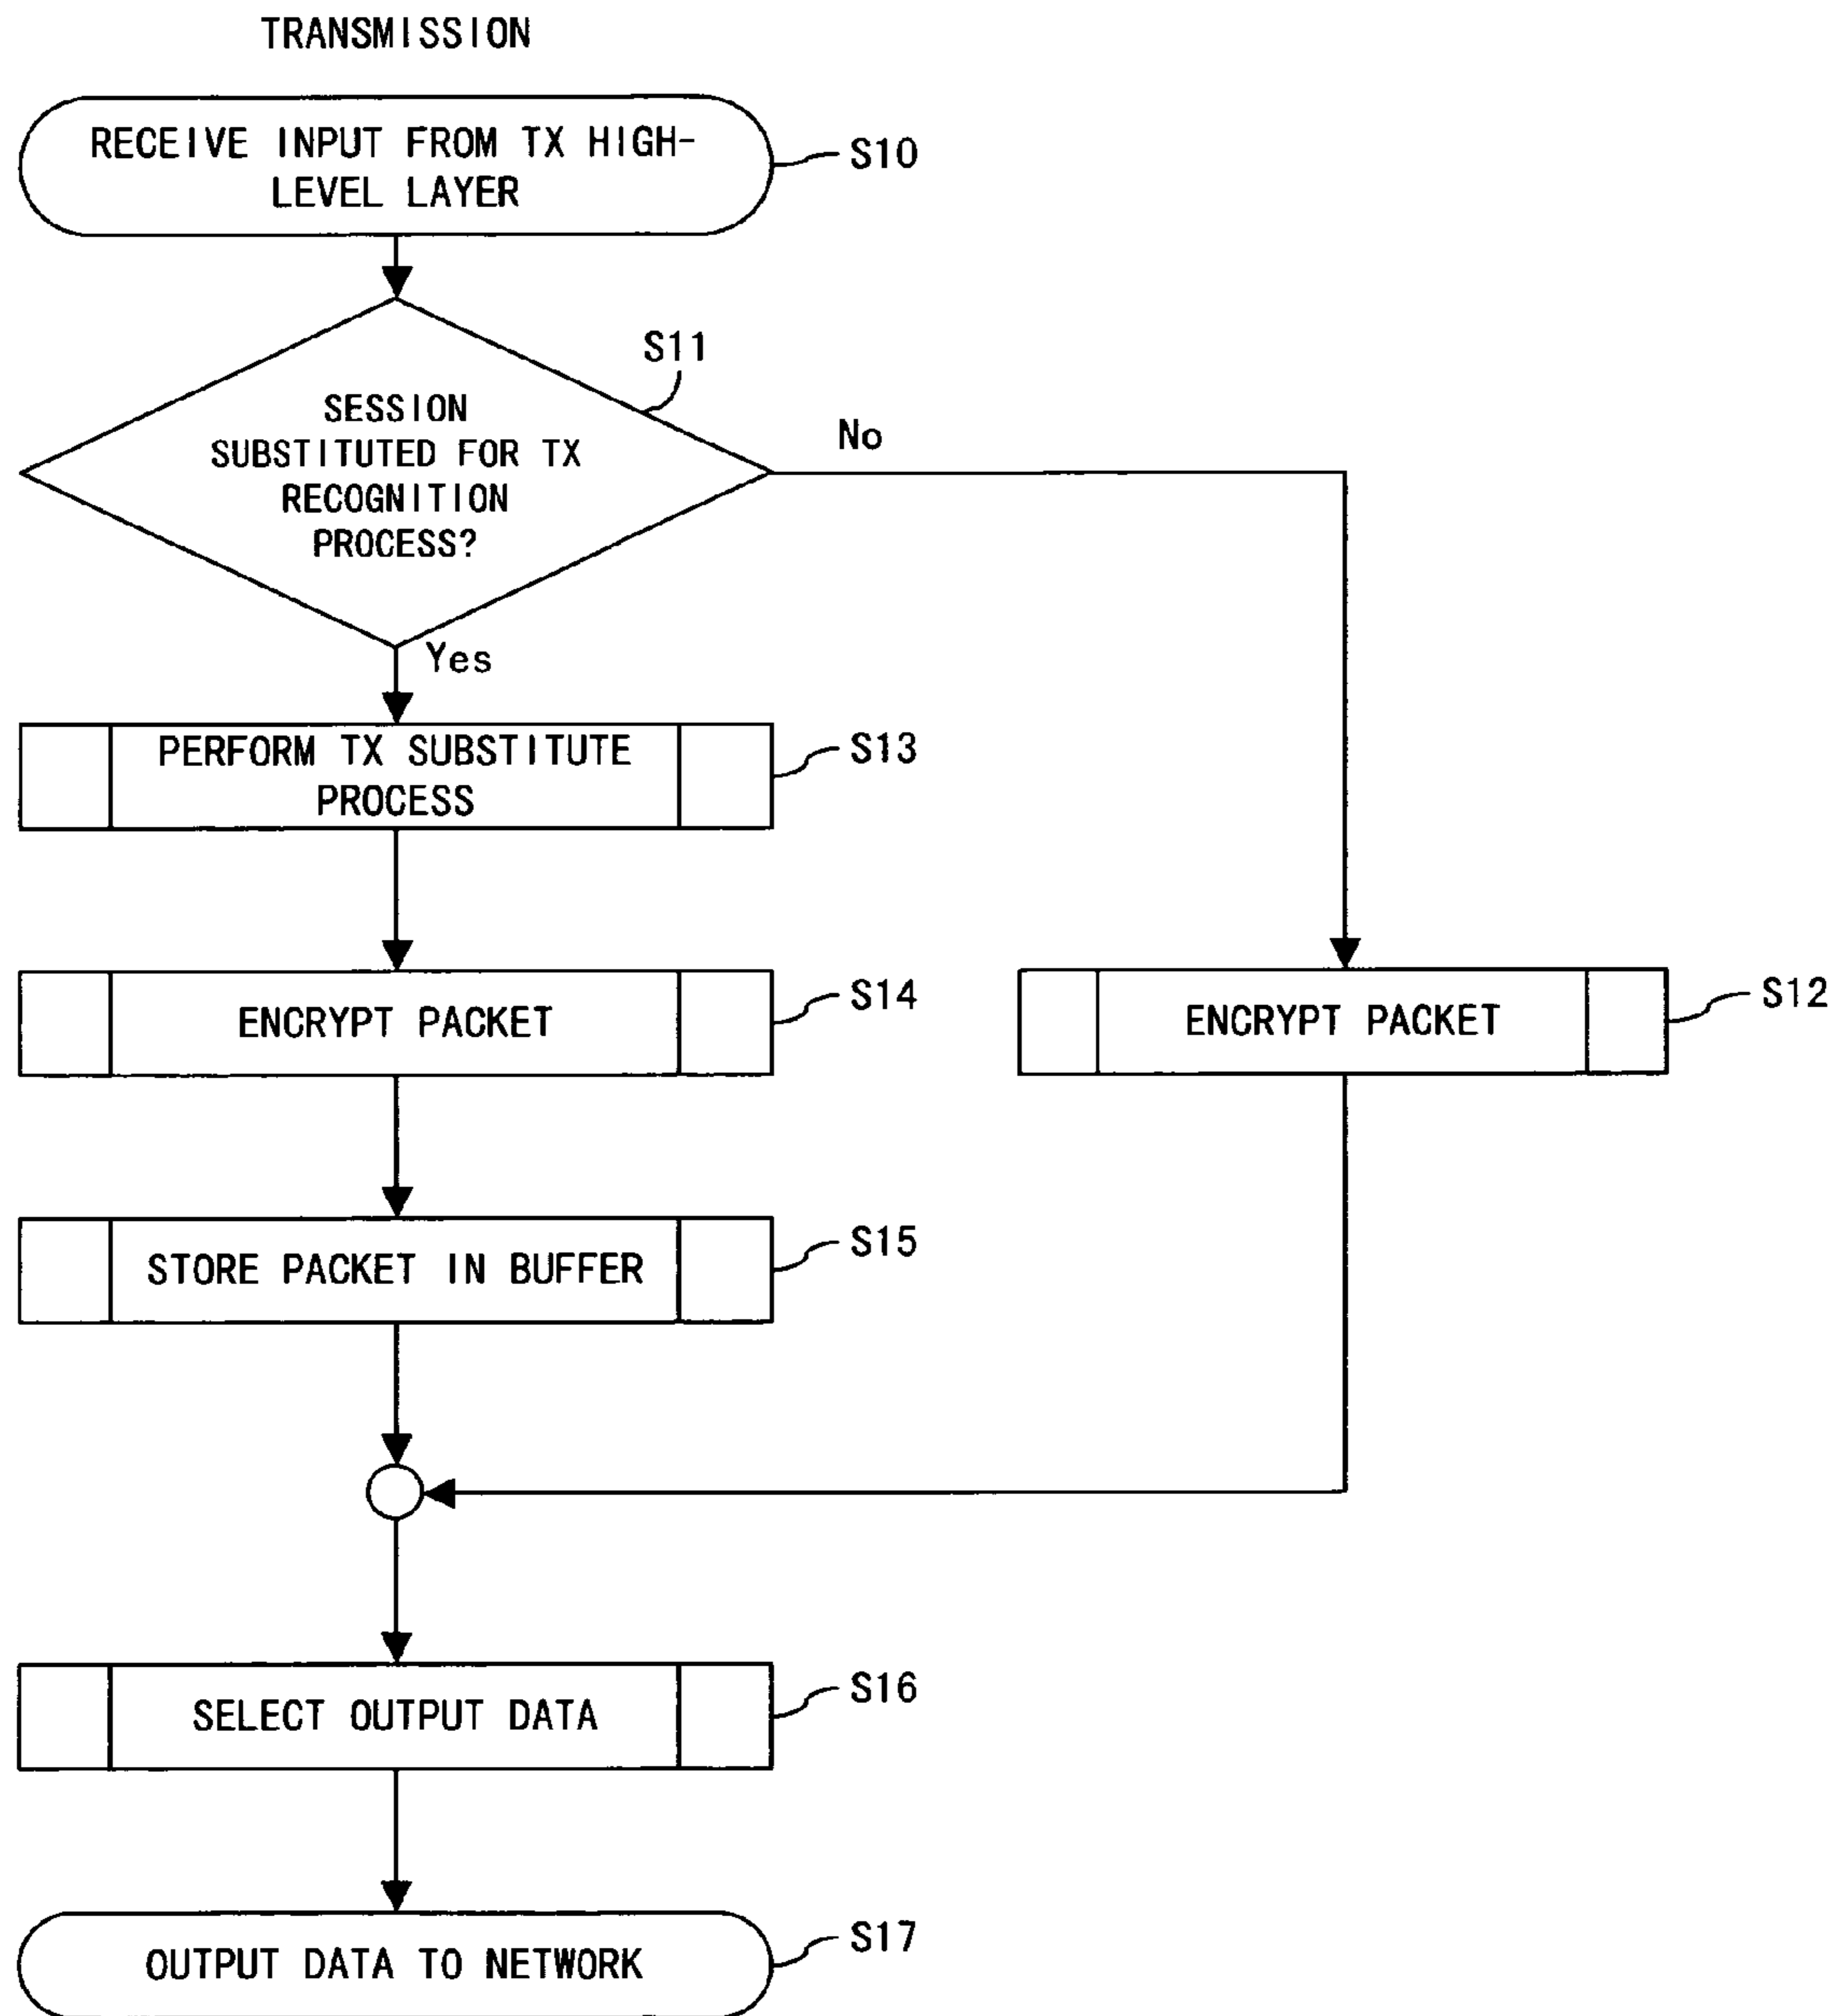 TRANSMISSION
RECEIVE INPUT FROM TX HIGH-
LEVEL LAYER
S10
S11
SESSION
SUBSTITUTED FOR TX
RECOGNITION
PROCESS?
No
Yes
PERFORM TX SUBSTITUTE
PROCESS
S13
ENCRYPT PACKET
S14
ENCRYPT PACKET
S12
STORE PACKET IN BUFFER
S15
SELECT OUTPUT DATA
S16
OUTPUT DATA TO NETWORK
S17